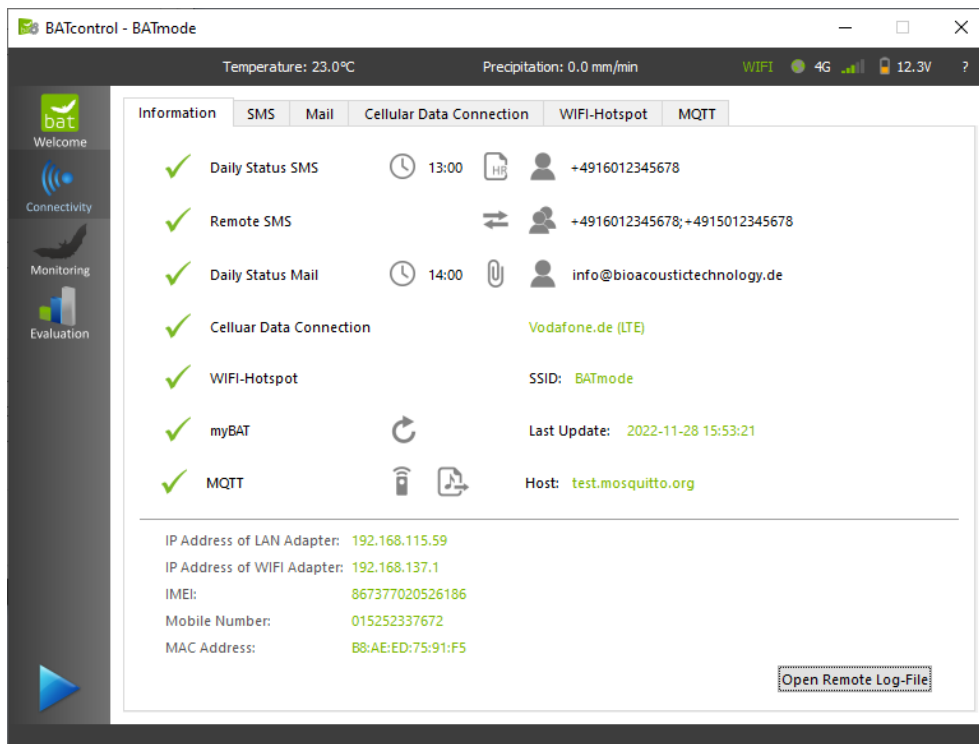 BATcontrol - BATmode
Temperature: 23.0°C Precipitation: 0.0 mm/min WIFI 4G 12.3V ?
bat
Welcome
Connectivity
Monitoring
Evaluation
Information SMS Mail Cellular Data Connection WIFI-Hotspot MQTT
Daily Status SMS 13:00 HR +4916012345678
Remote SMS +4916012345678;+4915012345678
Daily Status Mail 14:00 info@bioacoustictechnology.de
Celluar Data Connection Vodafone.de (LTE)
WIFI-Hotspot SSID: BATmode
myBAT Last Update: 2022-11-28 15:53:21
MQTT Host: test.mosquitto.org
IP Address of LAN Adapter: 192.168.115.59
IP Address of WIFI Adapter: 192.168.137.1
IMEI: 867377020526186
Mobile Number: 015252337672
MAC Address: B8:AE:ED:75:91:F5
Open Remote Log-File